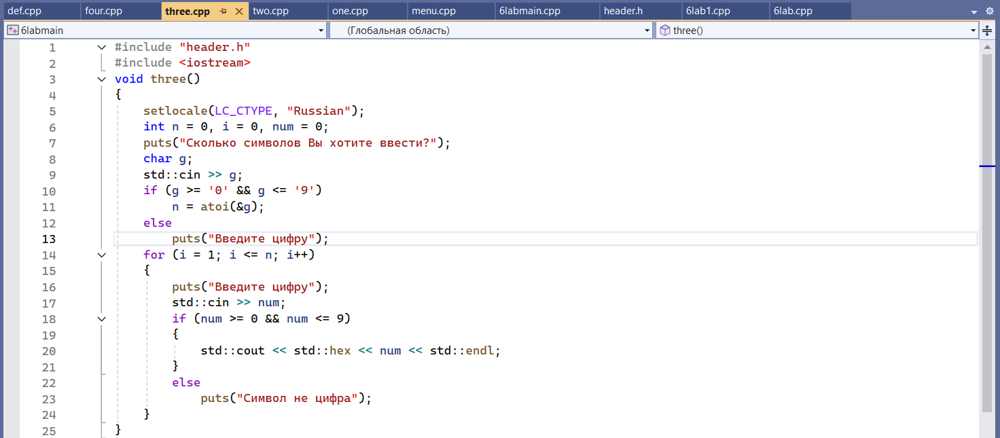 def.cpp four.cpp three.cpp two.cpp one.cpp menu.cpp 6labmain.cpp header.h 6lab1.cpp 6lab.cpp
6labmain (Глобальная область) three()
1 #include "header.h"
2 #include <iostream>
3 void three()
4 {
5 setlocale(LC_CTYPE, "Russian");
6 int n = 0, i = 0, num = 0;
7 puts("Сколько символов Вы хотите ввести?");
8 char g;
9 std::cin >> g;
10 if (g >= '0' && g <= '9')
11 n = atoi(&g);
12 else
13 puts("Введите цифру");
14 for (i = 1; i <= n; i++)
15 {
16 puts("Введите цифру");
17 std::cin >> num;
18 if (num >= 0 && num <= 9)
19 {
20 std::cout << std::hex << num << std::endl;
21 }
22 else
23 puts("Символ не цифра");
24 }
25 }